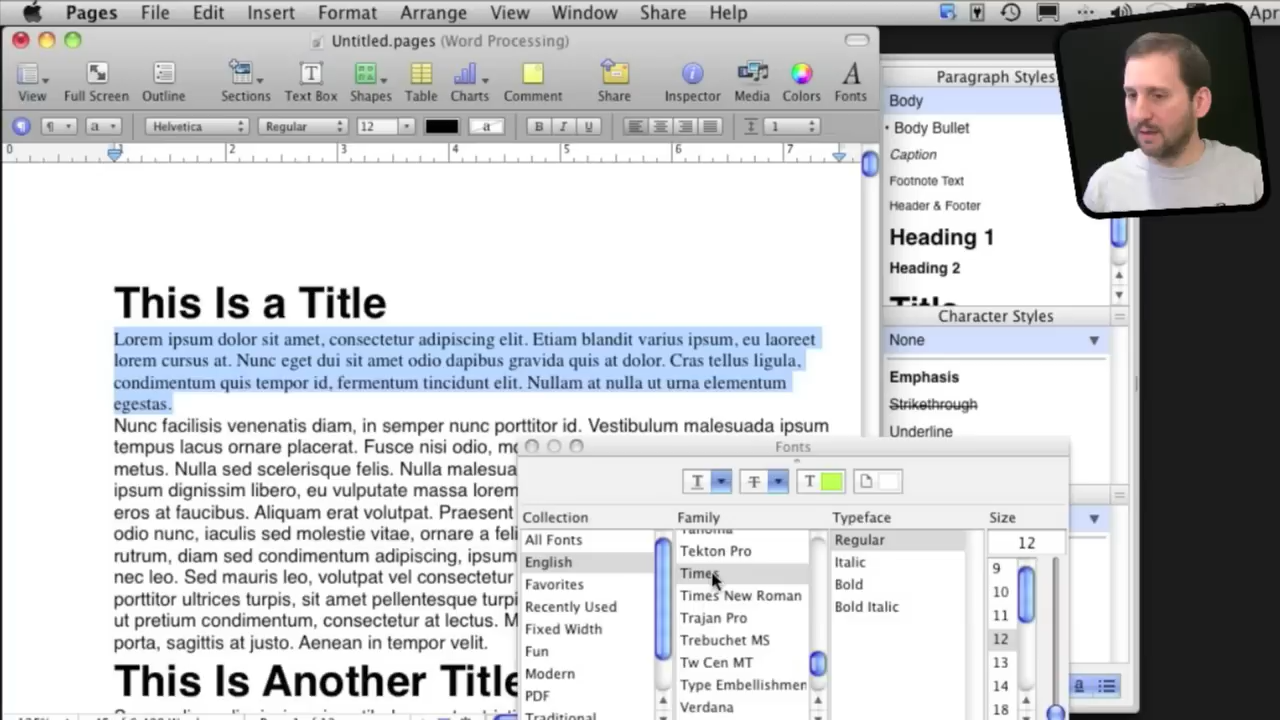 Pages File Edit Insert Format Arrange View Window Share Help
Untitled.pages (Word Processing)
View Full Screen Outline Sections Text Box Shapes Table Charts Comment Share Inspector Media Colors Fonts
¶ ¶ a Helvetica Regular 12 a B I U 1
0 1 2 3 4 5 6 7
This Is a Title
Lorem ipsum dolor sit amet, consectetur adipiscing elit. Etiam blandit varius ipsum, eu laoreet
lorem cursus at. Nunc eget dui sit amet odio dapibus gravida quis at dolor. Cras tellus ligula,
condimentum quis tempor id, fermentum tincidunt elit. Nullam at nulla ut urna elementum
egestas.
Nunc facilisis venenatis diam, in semper nunc porttitor id. Vestibulum malesuada ipsum
tempus lacus ornare placerat. Fusce nisi odio,
metus. Nulla sed scelerisque felis. Nulla malesua
ipsum dignissim libero, eu vulputate massa lorem
eros at faucibus. Aliquam erat volutpat. Praesent
odio nunc, iaculis sed molestie vitae, ornare a feli
rutrum, diam sed condimentum adipiscing, ipsum
nec leo. Sed mauris leo, volutpat vel consectetur
porttitor ultrices turpis, sit amet pellentesque turpi
ut pretium condimentum, consectetur at lectus. M
porta, sagittis at justo. Aenean in tempor velit.
This Is Another Title
Paragraph Styles
Body
• Body Bullet
Caption
Footnote Text
Header & Footer
Heading 1
Heading 2
Title
Character Styles
None
Emphasis
Strikethrough
Underline
Fonts
T T T
Collection Family Typeface Size
12
All Fonts
English
Favorites
Recently Used
Fixed Width
Fun
Modern
PDF
Traditional
Tahoma
Tekton Pro
Times
Times New Roman
Trajan Pro
Trebuchet MS
Tw Cen MT
Type Embellishmen
Verdana
Regular
Italic
Bold
Bold Italic
9
10
11
12
13
14
18
a